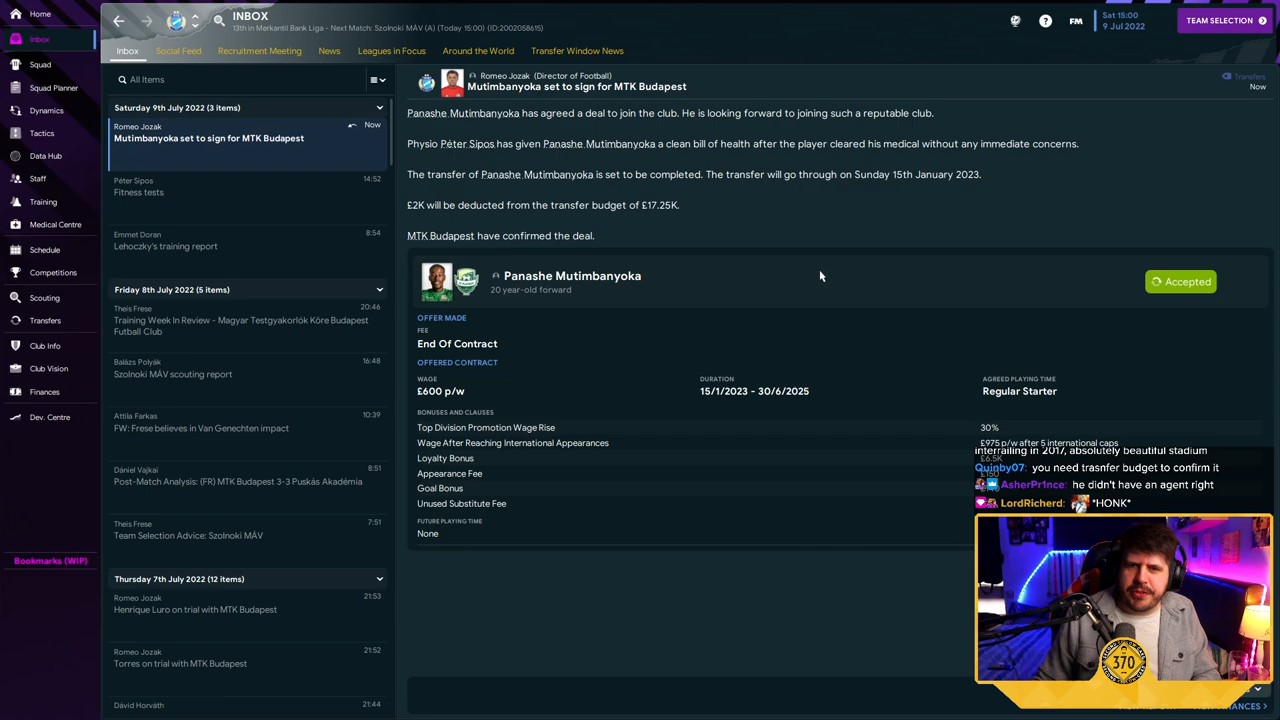 INBOX
13th in Merkantil Bank Liga - Next Match: Szolnoki MÁV (A) (Today 15:00) (ID:2002058615)
FM
Sat 15:00
9 Jul 2022
TEAM SELECTION
Home
Inbox
Squad
Squad Planner
Dynamics
Tactics
Data Hub
Staff
Training
Medical Centre
Schedule
Competitions
Scouting
Transfers
Club Info
Club Vision
Finances
Dev. Centre
Bookmarks (WIP)
Inbox
Social Feed
Recruitment Meeting
News
Leagues in Focus
Around the World
Transfer Window News
All Items
Saturday 9th July 2022 (3 items)
Romeo Jozak
Now
Mutimbanyoka set to sign for MTK Budapest
Péter Sipos
14:52
Fitness tests
Emmet Doran
8:54
Lehoczky's training report
Friday 8th July 2022 (5 items)
Theis Frese
20:46
Training Week In Review - Magyar Testgyakorlók Köre Budapest
Futball Club
Balázs Polyák
16:48
Szolnoki MÁV scouting report
Attila Farkas
10:39
FW: Frese believes in Van Genechten impact
Dániel Vajkai
8:51
Post-Match Analysis: (FR) MTK Budapest 3-3 Puskás Akadémia
Theis Frese
7:51
Team Selection Advice: Szolnoki MÁV
Thursday 7th July 2022 (12 items)
Romeo Jozak
21:53
Henrique Luro on trial with MTK Budapest
Romeo Jozak
21:52
Torres on trial with MTK Budapest
Dávid Horváth
21:44
Romeo Jozak (Director of Football)
Mutimbanyoka set to sign for MTK Budapest
Transfers
Now
Panashe Mutimbanyoka has agreed a deal to join the club. He is looking forward to joining such a reputable club.
Physio Péter Sipos has given Panashe Mutimbanyoka a clean bill of health after the player cleared his medical without any immediate concerns.
The transfer of Panashe Mutimbanyoka is set to be completed. The transfer will go through on Sunday 15th January 2023.
£2K will be deducted from the transfer budget of £17.25K.
MTK Budapest have confirmed the deal.
Panashe Mutimbanyoka
20 year-old forward
Accepted
OFFER MADE
FEE
End Of Contract
OFFERED CONTRACT
WAGE
DURATION
AGREED PLAYING TIME
£600 p/w
15/1/2023 - 30/6/2025
Regular Starter
BONUSES AND CLAUSES
Top Division Promotion Wage Rise
30%
Wage After Reaching International Appearances
£975 p/w after 5 international caps
Loyalty Bonus
£6.5K
Appearance Fee
£150
Goal Bonus
Unused Substitute Fee
FUTURE PLAYING TIME
None
interrailing in 2017, absolutely beautiful stadium
Quinby07: you need trasnfer budget to confirm it
AsherPr1nce: he didn't have an agent right
LordRicherd: *HONK*
370